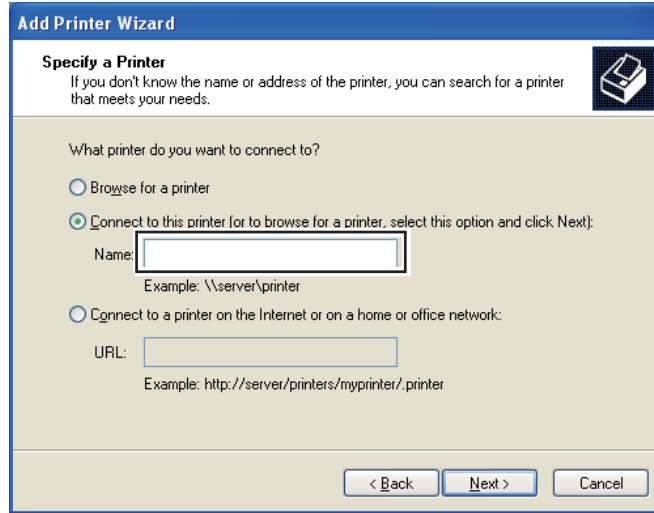 Add Printer Wizard
Specify a Printer
If you don't know the name or address of the printer, you can search for a printer
that meets your needs.
What printer do you want to connect to?
Browse for a printer
Connect to this printer (or to browse for a printer, select this option and click Next):
Name:
Example: \\server\printer
Connect to a printer on the Internet or on a home or office network:
URL:
Example: http://server/printers/myprinter/.printer
< Back Next > Cancel